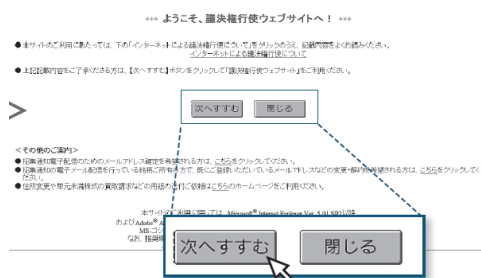 *** ようこそ、議決権行使ウェブサイトへ！ ***
●本サイトのご利用にあたっては、下の「インターネットによる議決権行使について」をクリックのうえ、記載内容をよくお読みください。
インターネットによる議決権行使について
●上記記載内容をご了承くださる方は、【次へすすむ】ボタンをクリックして「議決権行使ウェブサイト」をご利用ください。
次へすすむ 閉じる
＜その他のご案内＞
●招集通知電子配信のためのメールアドレス確定を希望される方は、こちらをクリックしてください。
●招集通知の電子メール配信を行っている銘柄ご所有の方で、既にご登録いただいているメールアドレスなどの変更・解約を希望される方は、こちらをクリックしてく
ださい。
●住所変更や単元未満株式の買取請求などの用紙の
ご依頼はこちらのホームページをご利用ください。
本サイトのご利用に際しては、Microsoft® Internet Explorer Ver. 5.01 SP2以降
およびAdobe® A
MS-
なお、推奨
次へすすむ 閉じる